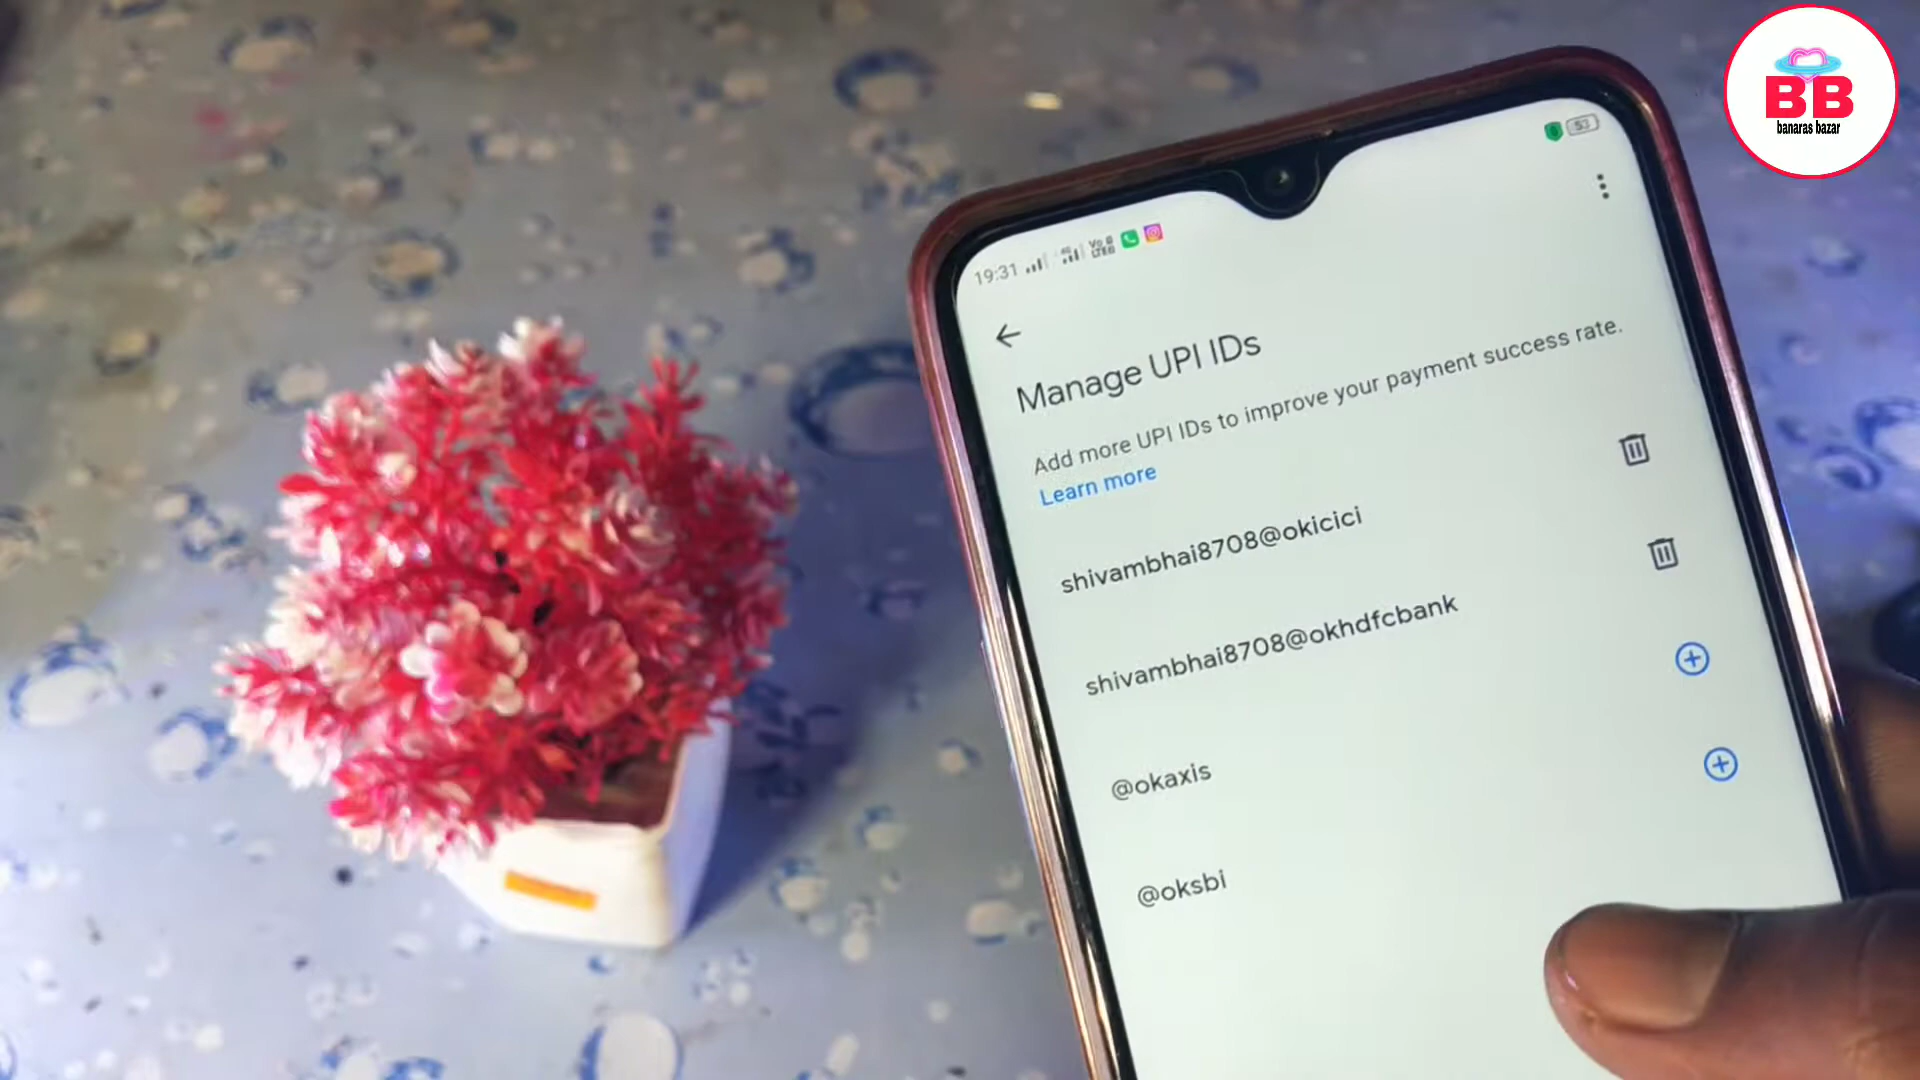 BB
banaras bazar
53
19:31
Manage UPI IDs
Add more UPI IDs to improve your payment success rate.
Learn more
shivambhai8708@okicici
shivambhai8708@okhdfcbank
@okaxis
@oksbi